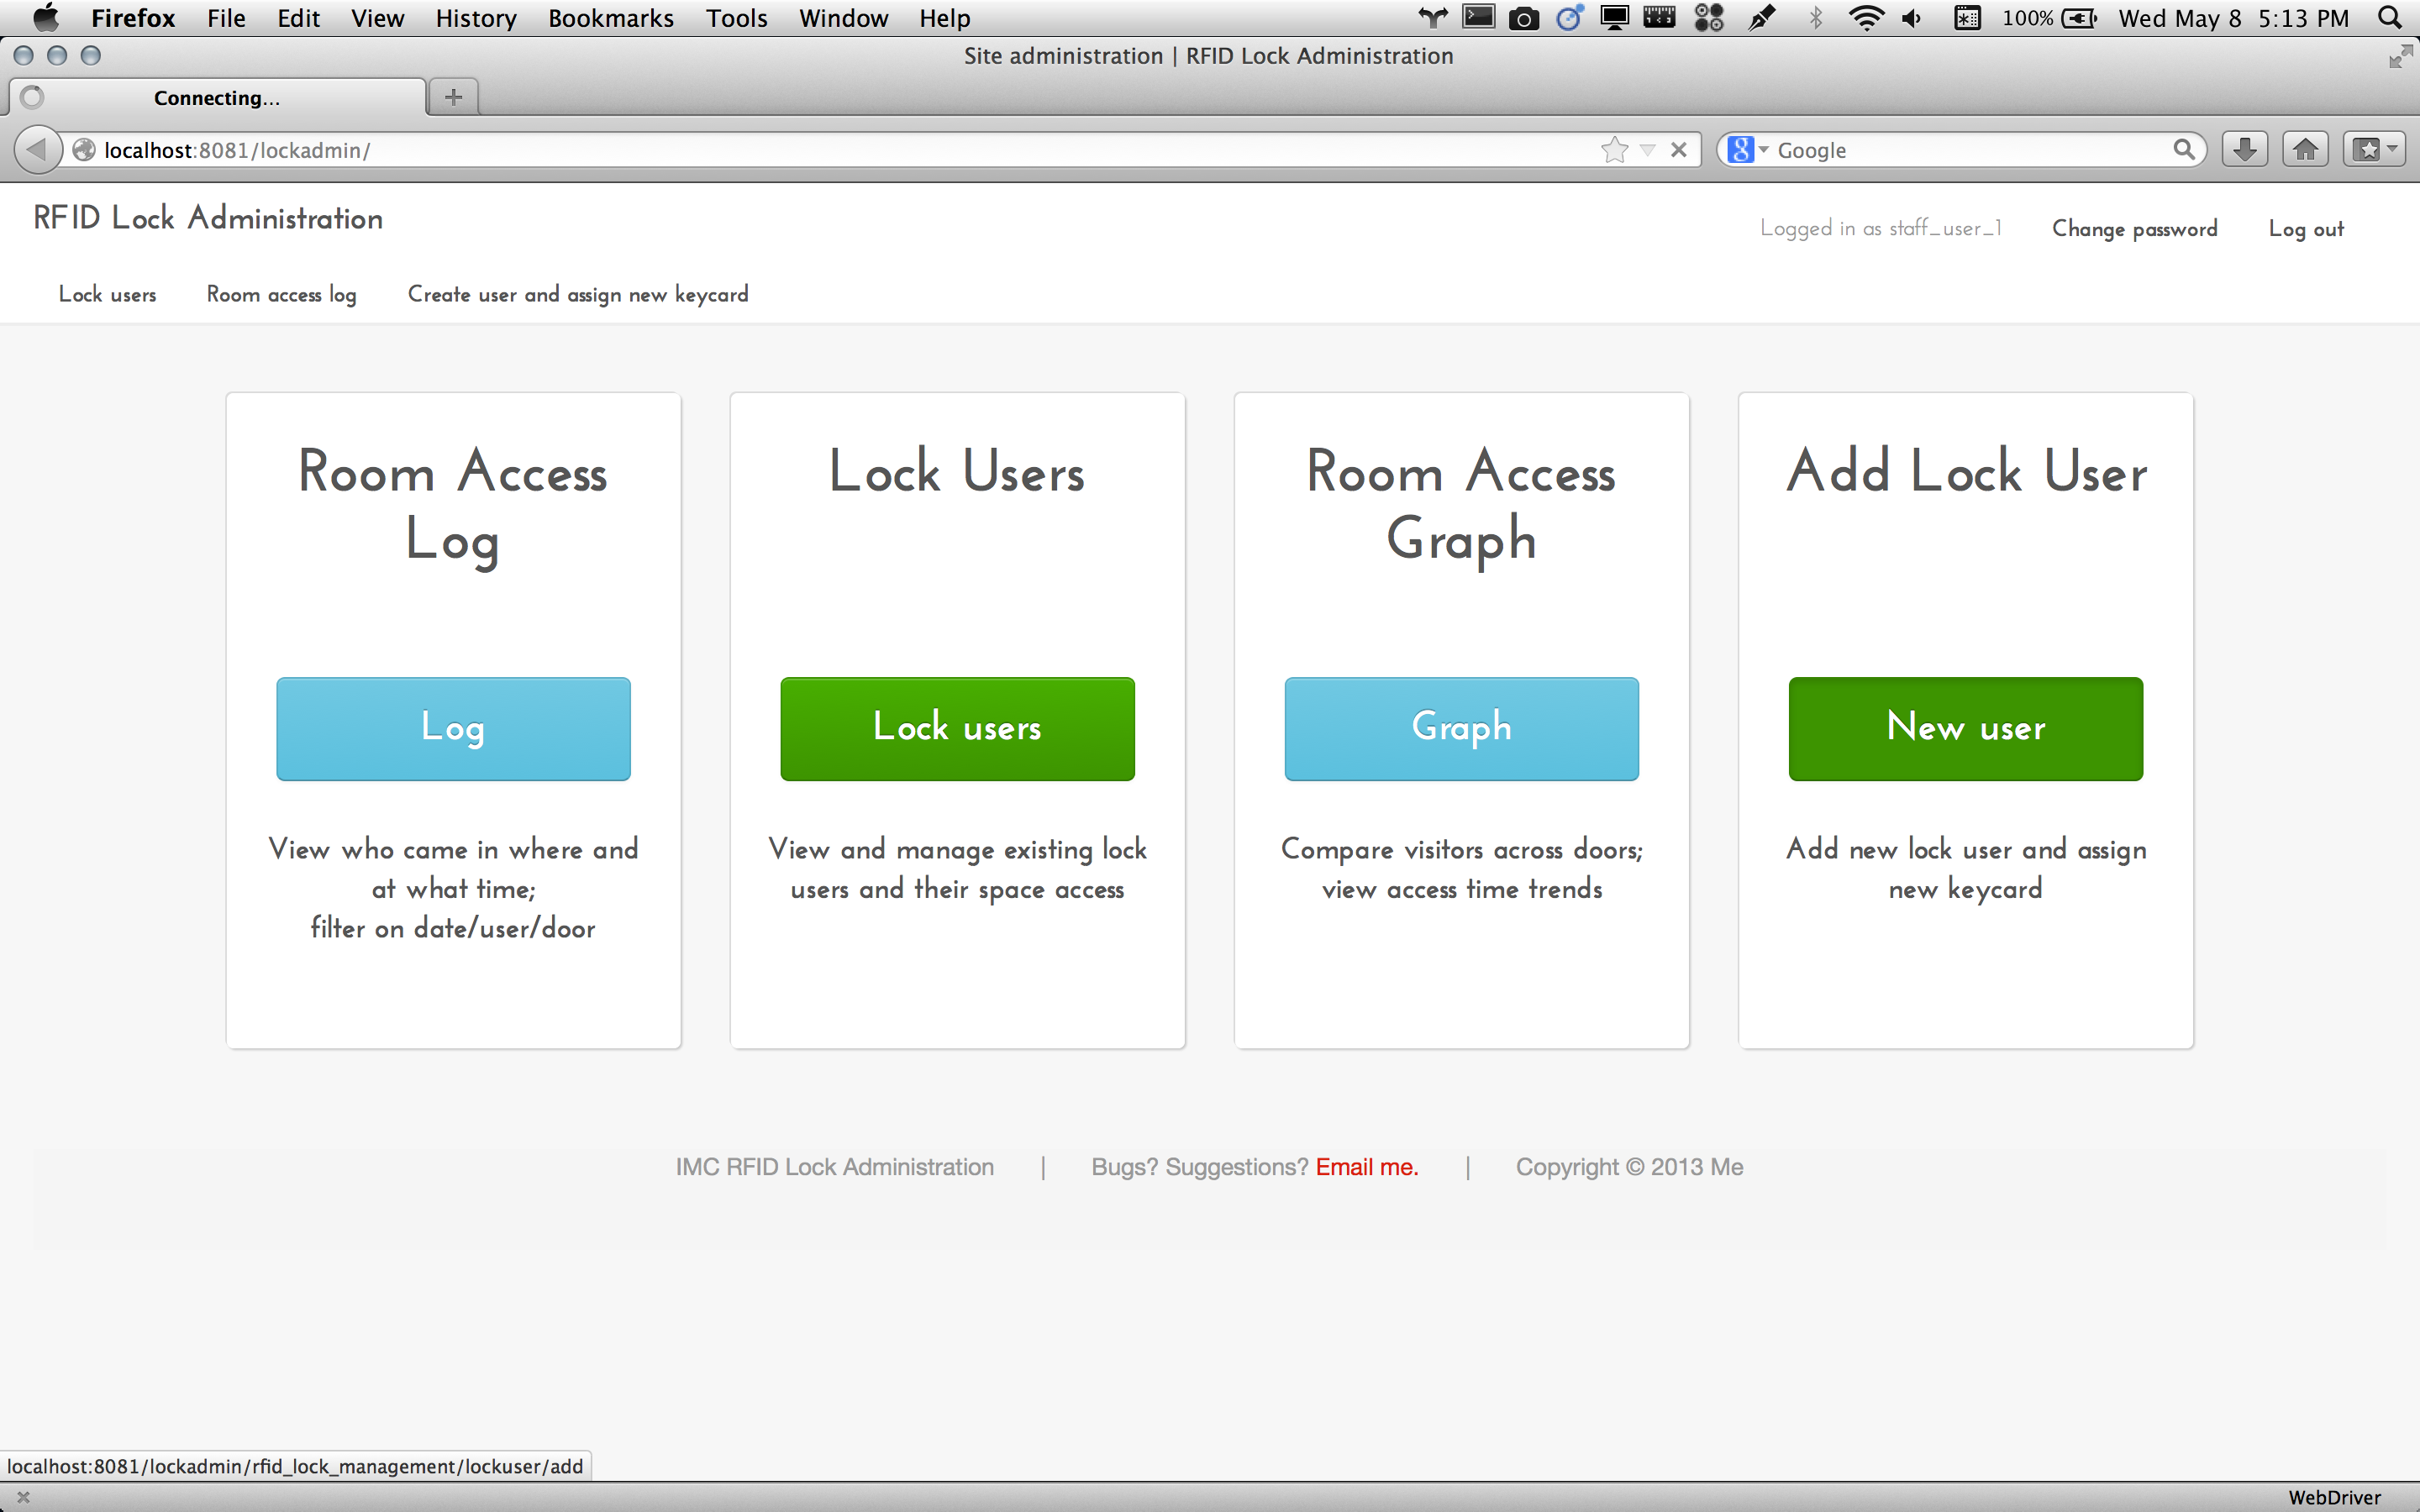 Firefox File Edit View History Bookmarks Tools Window Help 100% Wed May 8 5:13 PM
Site administration | RFID Lock Administration
Connecting...
localhost:8081/lockadmin/ Google
RFID Lock Administration
Logged in as staff_user_1 Change password Log out
Lock users Room access log Create user and assign new keycard
Room Access
Log
Log
View who came in where and
at what time;
filter on date/user/door
Lock Users
Lock users
View and manage existing lock
users and their space access
Room Access
Graph
Graph
Compare visitors across doors;
view access time trends
Add Lock User
New user
Add new lock user and assign
new keycard
IMC RFID Lock Administration | Bugs? Suggestions? Email me. | Copyright © 2013 Me
localhost:8081/lockadmin/rfid_lock_management/lockuser/add
WebDriver